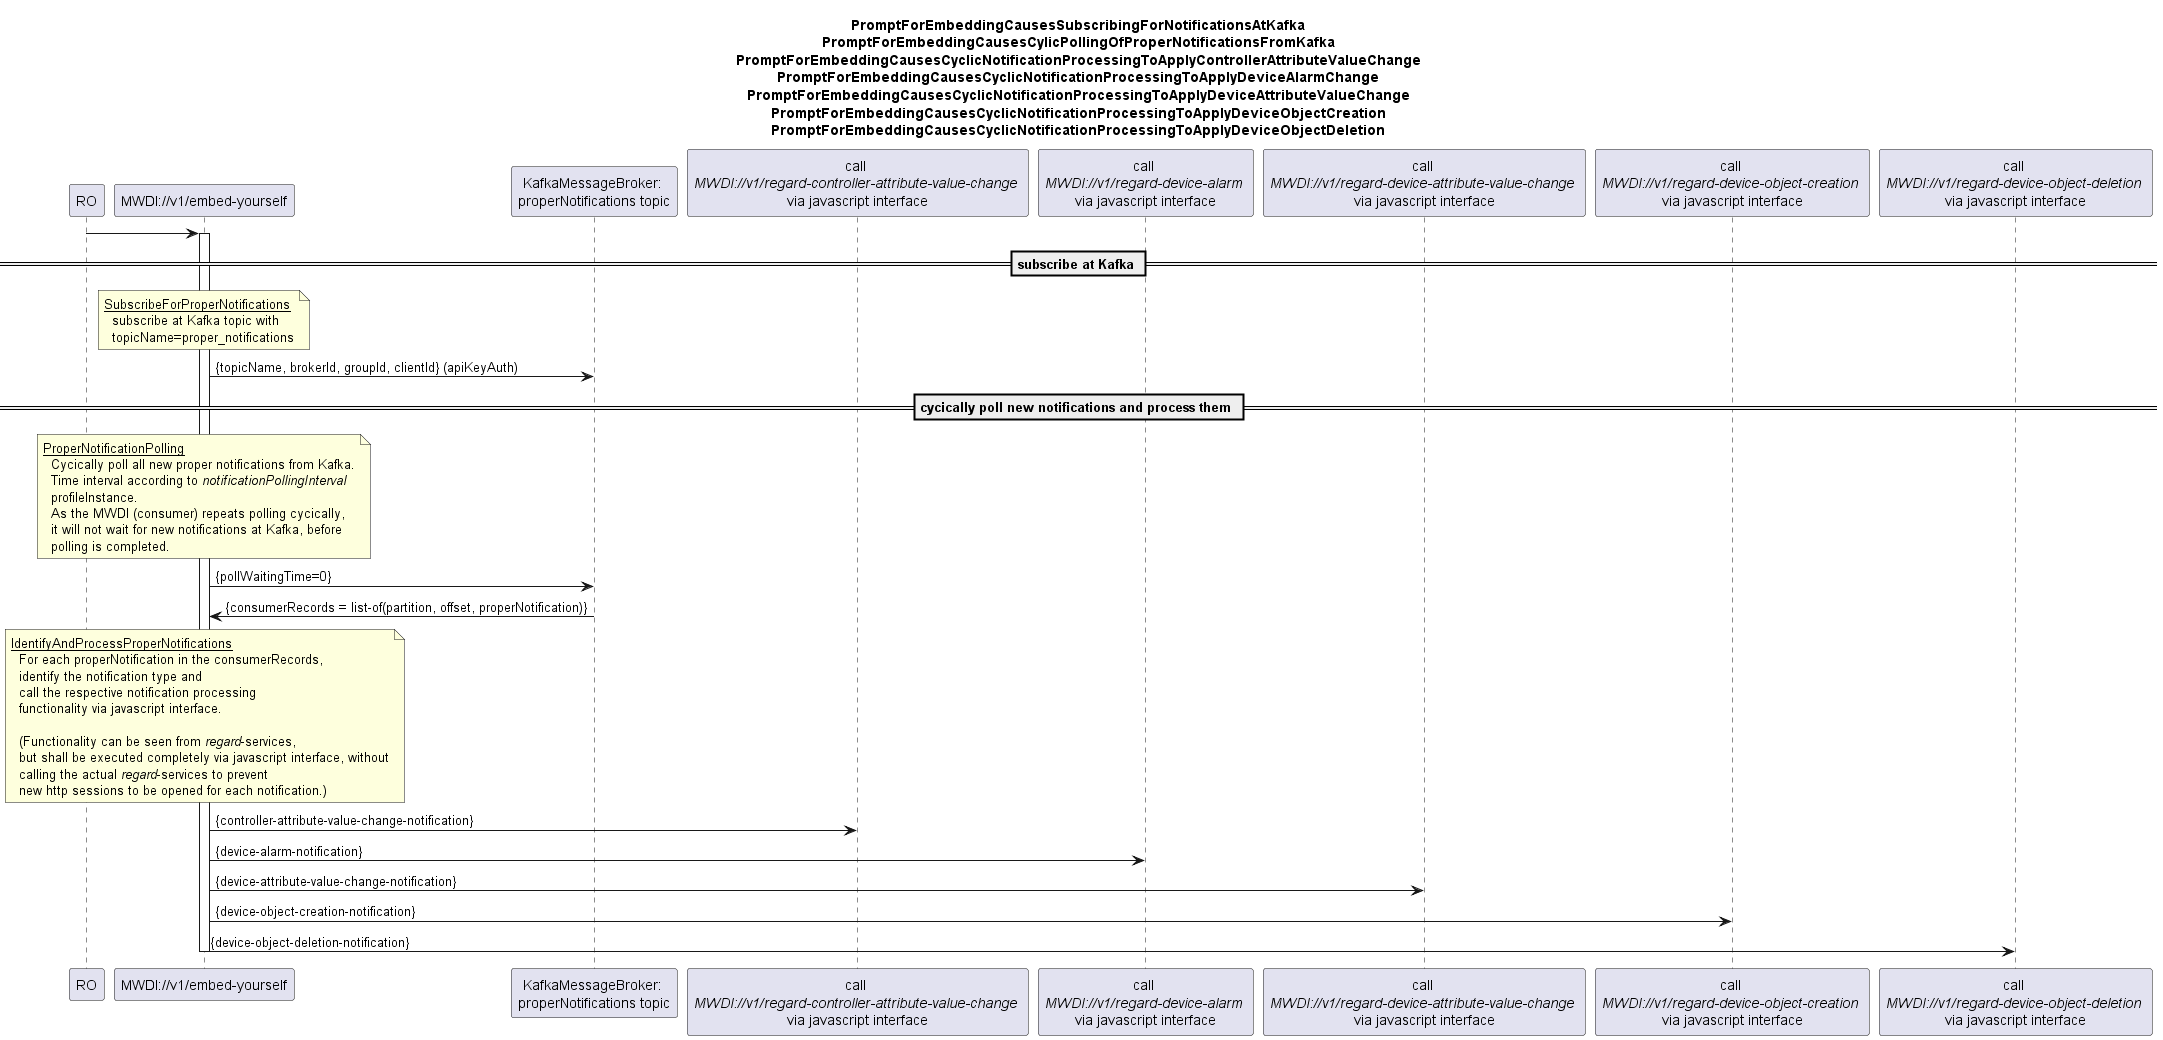 PromptForEmbeddingCausesSubscribingForNotificationsAtKafka
PromptForEmbeddingCausesCylicPollingOfProperNotificationsFromKafka
PromptForEmbeddingCausesCyclicNotificationProcessingToApplyControllerAttributeValueChange
PromptForEmbeddingCausesCyclicNotificationProcessingToApplyDeviceAlarmChange
PromptForEmbeddingCausesCyclicNotificationProcessingToApplyDeviceAttributeValueChange
PromptForEmbeddingCausesCyclicNotificationProcessingToApplyDeviceObjectCreation
PromptForEmbeddingCausesCyclicNotificationProcessingToApplyDeviceObjectDeletion
RO
MWDI://v1/embed-yourself
KafkaMessageBroker:
properNotifications topic
call
MWDI://v1/regard-controller-attribute-value-change
via javascript interface
call
MWDI://v1/regard-device-alarm
via javascript interface
call
MWDI://v1/regard-device-attribute-value-change
via javascript interface
call
MWDI://v1/regard-device-object-creation
via javascript interface
call
MWDI://v1/regard-device-object-deletion
via javascript interface
subscribe at Kafka
SubscribeForProperNotifications
subscribe at Kafka topic with
topicName=proper_notifications
{topicName, brokerId, groupId, clientId} (apiKeyAuth)
cycically poll new notifications and process them
ProperNotificationPolling
Cycically poll all new proper notifications from Kafka.
Time interval according to notificationPollingInterval
profileInstance.
As the MWDI (consumer) repeats polling cycically,
it will not wait for new notifications at Kafka, before
polling is completed.
{pollWaitingTime=0}
{consumerRecords = list-of(partition, offset, properNotification)}
IdentifyAndProcessProperNotifications
For each properNotification in the consumerRecords,
identify the notification type and
call the respective notification processing
functionality via javascript interface.
(Functionality can be seen from regard-services,
but shall be executed completely via javascript interface, without
calling the actual regard-services to prevent
new http sessions to be opened for each notification.)
{controller-attribute-value-change-notification}
{device-alarm-notification}
{device-attribute-value-change-notification}
{device-object-creation-notification}
{device-object-deletion-notification}
RO
MWDI://v1/embed-yourself
KafkaMessageBroker:
properNotifications topic
call
MWDI://v1/regard-controller-attribute-value-change
via javascript interface
call
MWDI://v1/regard-device-alarm
via javascript interface
call
MWDI://v1/regard-device-attribute-value-change
via javascript interface
call
MWDI://v1/regard-device-object-creation
via javascript interface
call
MWDI://v1/regard-device-object-deletion
via javascript interface